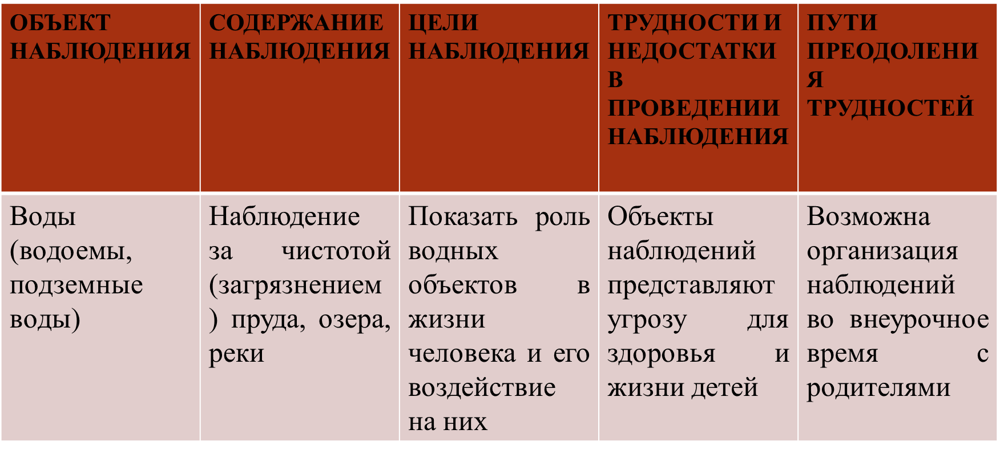 ОБЪЕКТ
НАБЛЮДЕНИЯ
СОДЕРЖАНИЕ
НАБЛЮДЕНИЯ
ЦЕЛИ
НАБЛЮДЕНИЯ
ТРУДНОСТИ И
НЕДОСТАТКИ
В
ПРОВЕДЕНИИ
НАБЛЮДЕНИЯ
ПУТИ
ПРЕОДОЛЕНИ
Я
ТРУДНОСТЕЙ
Воды
(водоемы,
подземные
воды)
Наблюдение
за чистотой
(загрязнением
) пруда, озера,
реки
Показать роль
водных
объектов в
жизни
человека и его
воздействие
на них
Объекты
наблюдений
представляют
угрозу для
здоровья и
жизни детей
Возможна
организация
наблюдений
во внеурочное
время с
родителями